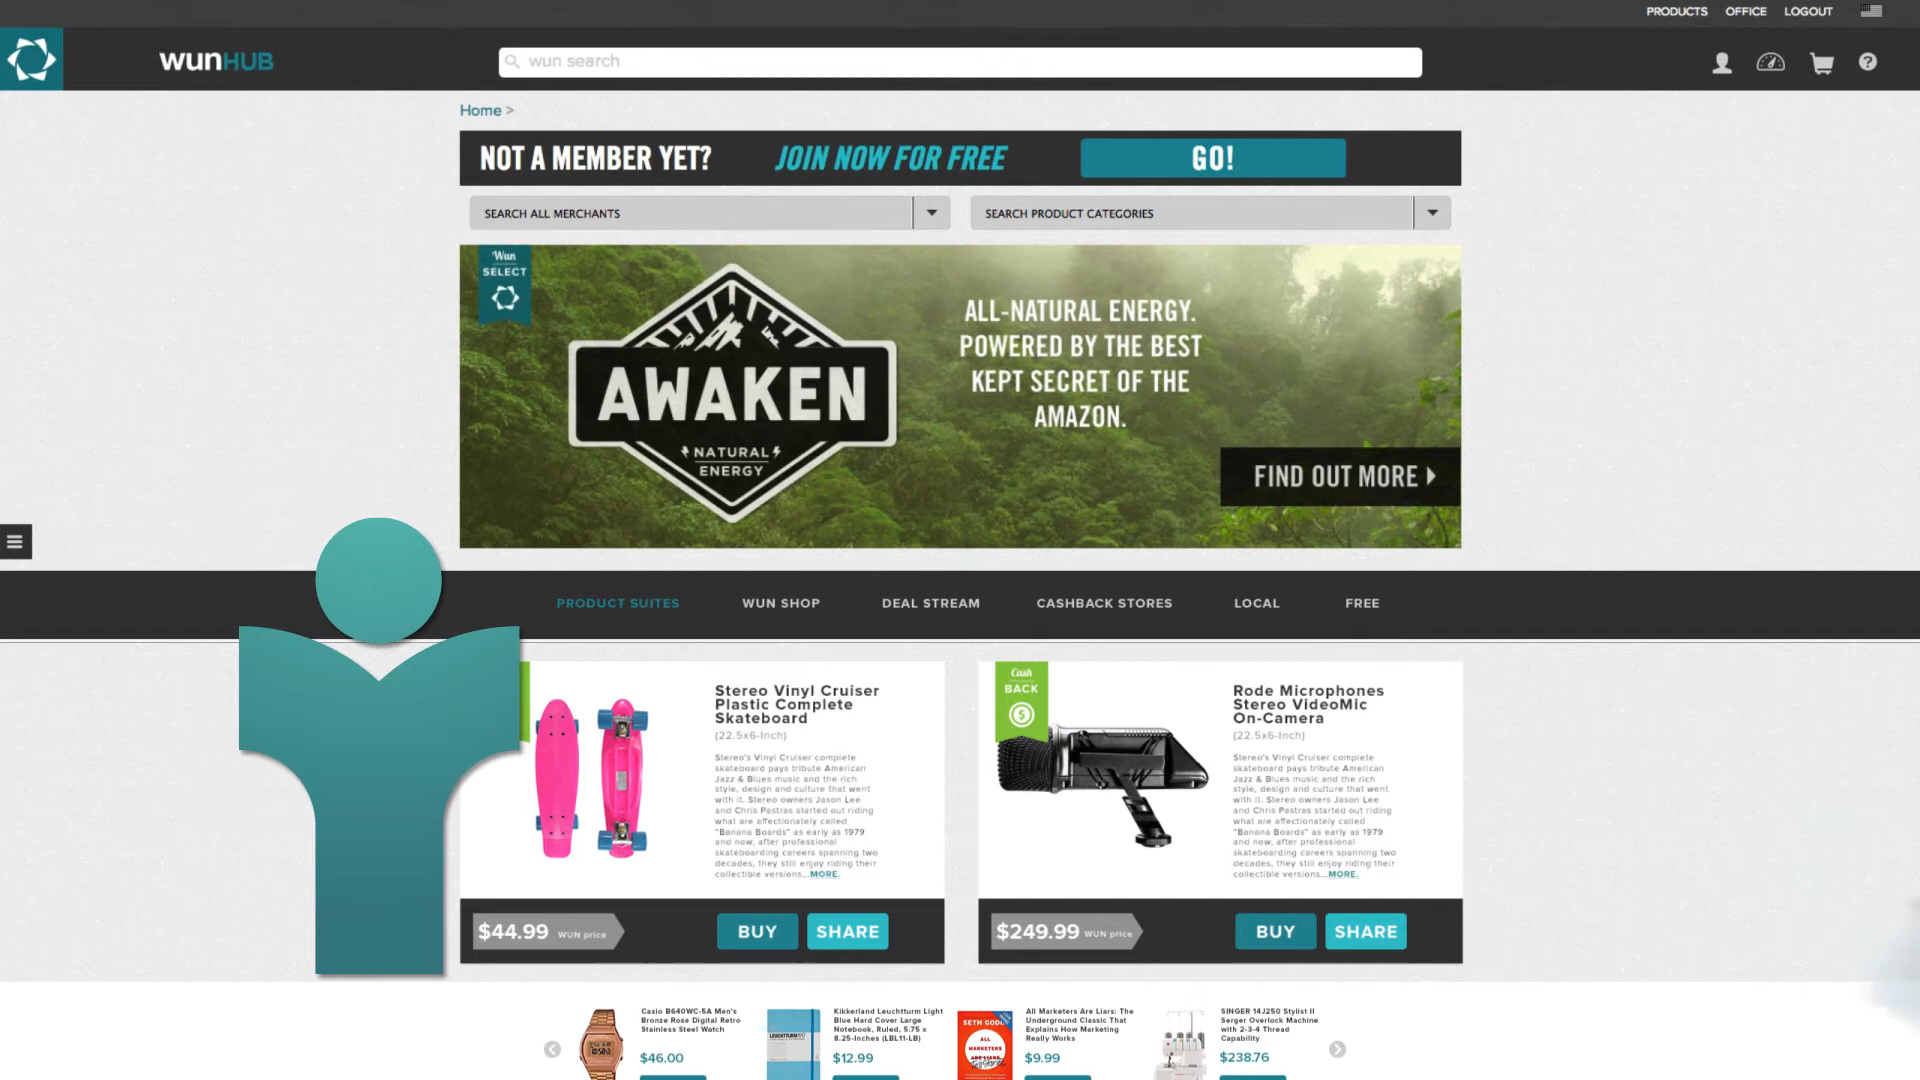 PRODUCTS OFFICE LOGOUT
wunHUB
wun search
?
Home >
NOT A MEMBER YET? JOIN NOW FOR FREE GO!
SEARCH ALL MERCHANTS
SEARCH PRODUCT CATEGORIES
Wun
SELECT
AWAKEN
NATURAL
ENERGY
ALL-NATURAL ENERGY.
POWERED BY THE BEST
KEPT SECRET OF THE
AMAZON.
FIND OUT MORE
PRODUCT SUITES WUN SHOP DEAL STREAM CASHBACK STORES LOCAL FREE
Stereo Vinyl Cruiser
Plastic Complete
Skateboard
(22.5x6-Inch)
Stereo's Vinyl Cruiser complete
skateboard pays tribute American
Jazz & Blues music and the rich
style, design and culture that went
with it. Stereo owners Jason Lee
and Chris Pastras started out riding
what are affectionately called
"Banana Boards" as early as 1979
and now, after professional
skateboarding careers spanning two
decades, they still enjoy riding their
collectible versions...MORE.
$44.99 WUN price
BUY SHARE
Cash
BACK
$
Rode Microphones
Stereo VideoMic
On-Camera
(22.5x6-Inch)
Stereo's Vinyl Cruiser complete
skateboard pays tribute American
Jazz & Blues music and the rich
style, design and culture that went
with it. Stereo owners Jason Lee
and Chris Pastras started out riding
what are affectionately called
"Banana Boards" as early as 1979
and now, after professional
skateboarding careers spanning two
decades, they still enjoy riding their
collectible versions...MORE.
$249.99 WUN price
BUY SHARE
Casio B640WC-5A Men's
Bronze Rose Digital Retro
Stainless Steel Watch
$46.00
LEUCHTTURM1917
Kikkerland Leuchtturm Light
Blue Hard Cover Large
Notebook, Ruled, 5.75 x
8.25-Inches (LBL11-LB)
$12.99
SETH GODIN
ALL
MARKETERS
All Marketers Are Liars: The
Underground Classic That
Explains How Marketing
Really Works
$9.99
SINGER 14J250 Stylist II
Serger Overlock Machine
with 2-3-4 Thread
Capability
$238.76